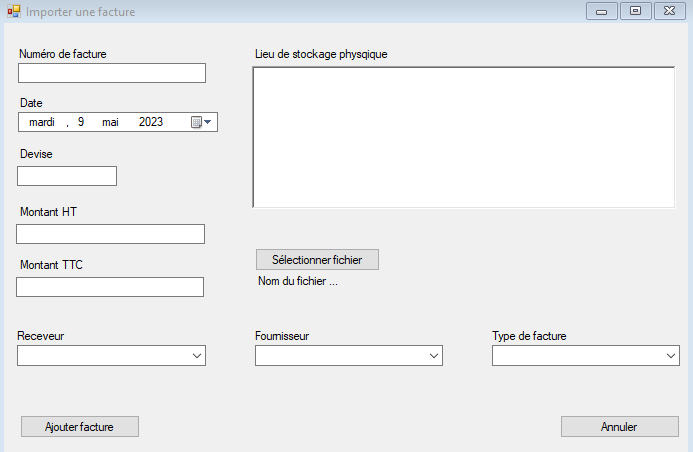 Importer une facture
Numéro de facture
Lieu de stockage physqique
Date
mardi , 9 mai 2023
Devise
Montant HT
Sélectionner fichier
Montant TTC
Nom du fichier ...
Receveur
Fournisseur
Type de facture
Ajouter facture
Annuler